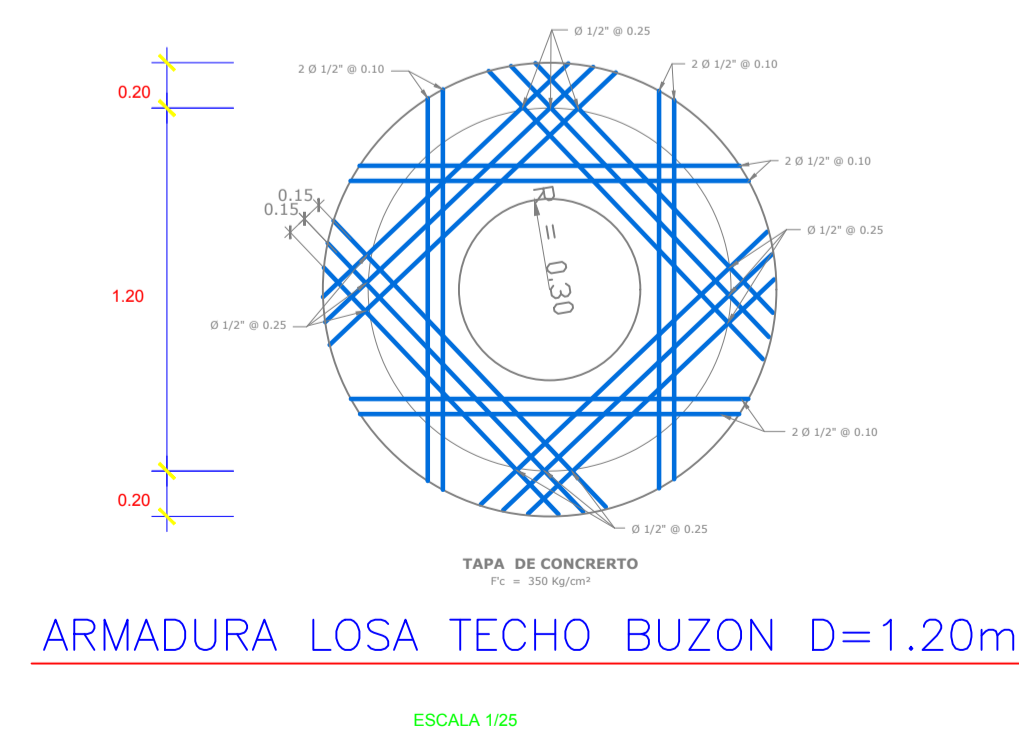 Ø 1/2" @ 0.25
2 Ø 1/2" @ 0.10
2 Ø 1/2" @ 0.10
0.20
2 Ø 1/2" @ 0.10
0.15
0.15
R = 0.30
Ø 1/2" @ 0.25
1.20
Ø 1/2" @ 0.25
2 Ø 1/2" @ 0.10
0.20
Ø 1/2" @ 0.25
TAPA DE CONCRERTO
F'c = 350 Kg/cm²
ARMADURA LOSA TECHO BUZON D=1.20m
ESCALA 1/25